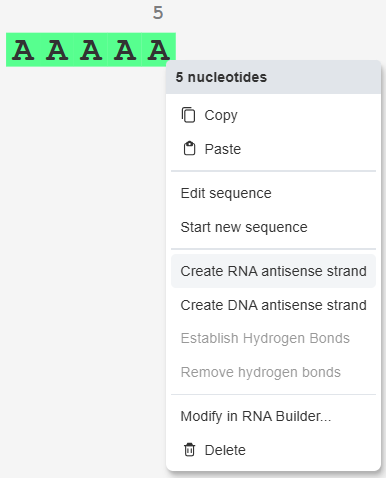 5
A A A A A
5 nucleotides
Copy
Paste
Edit sequence
Start new sequence
Create RNA antisense strand
Create DNA antisense strand
Establish Hydrogen Bonds
Remove hydrogen bonds
Modify in RNA Builder...
Delete